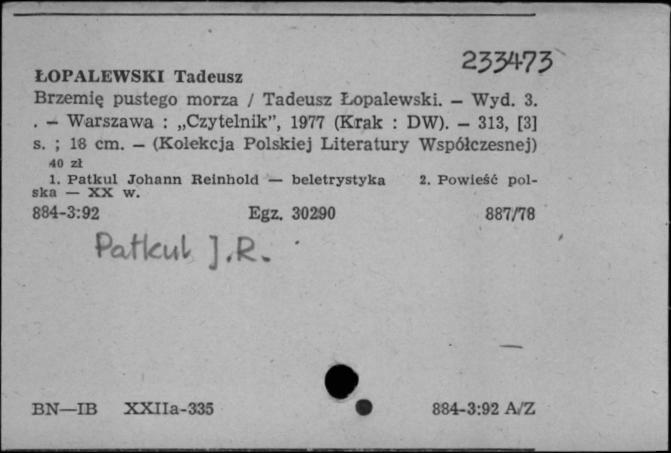 233473
ŁOPALEWSKI Tadeusz
Brzemię pustego morza / Tadeusz Łopalewski. — Wyd. 3.
. — Warszawa : „Czytelnik", 1977 (Krak : DW). — 313, [3]
s. ; 18 cm. — (Kolekcja Polskiej Literatury Współczesnej)
40 zł
1. Patkul Johann Reinhold — beletrystyka 2. Powieść pol-
ska — XX w.
884-3:92 Egz. 30290 887/78
Patkul J.R.
BN—IB XXIIa-335 884-3:92 A/Z